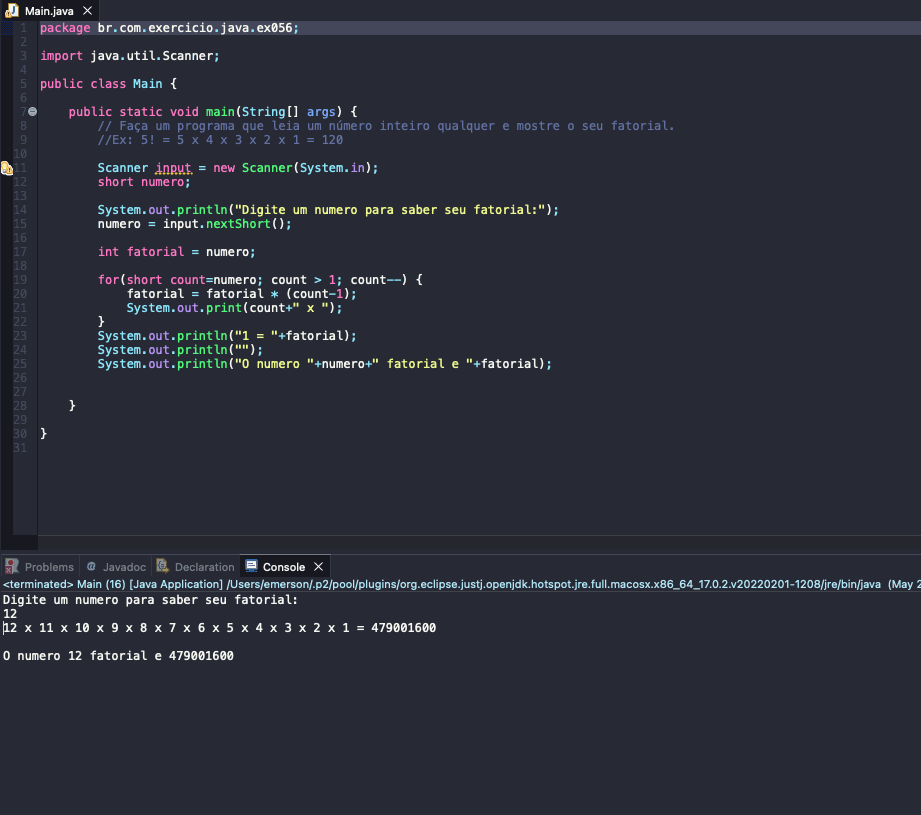 Main.java
1 package br.com.exercicio.java.ex056;
2
3 import java.util.Scanner;
4
5 public class Main {
6
7 public static void main(String[] args) {
8 // Faça um programa que leia um número inteiro qualquer e mostre o seu fatorial.
9 //Ex: 5! = 5 x 4 x 3 x 2 x 1 = 120
10
11 Scanner input = new Scanner(System.in);
12 short numero;
13
14 System.out.println("Digite um numero para saber seu fatorial:");
15 numero = input.nextShort();
16
17 int fatorial = numero;
18
19 for(short count=numero; count > 1; count--) {
20 fatorial = fatorial * (count-1);
21 System.out.print(count+" x ");
22 }
23 System.out.println("1 = "+fatorial);
24 System.out.println("");
25 System.out.println("O numero "+numero+" fatorial e "+fatorial);
26
27
28 }
29
30 }
31
Problems @ Javadoc Declaration Console
<terminated> Main (16) [Java Application] /Users/emerson/.p2/pool/plugins/org.eclipse.justj.openjdk.hotspot.jre.full.macosx.x86_64_17.0.2.v20220201-1208/jre/bin/java (May 2
Digite um numero para saber seu fatorial:
12
12 x 11 x 10 x 9 x 8 x 7 x 6 x 5 x 4 x 3 x 2 x 1 = 479001600
O numero 12 fatorial e 479001600